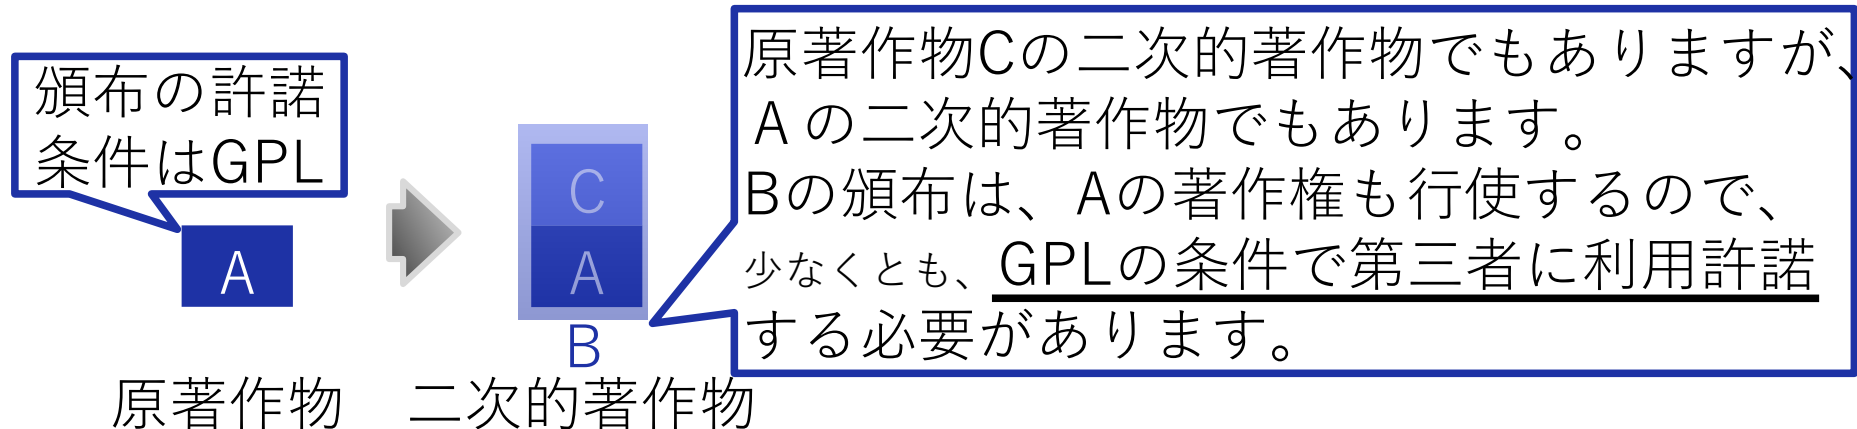 頒布の許諾
条件はGPL
A
原著作物
C
A
B
二次的著作物
原著作物Cの二次的著作物でもありますが、
A の二次的著作物でもあります。
Bの頒布は、Aの著作権も行使するので、
少なくとも、GPLの条件で第三者に利用許諾
する必要があります。